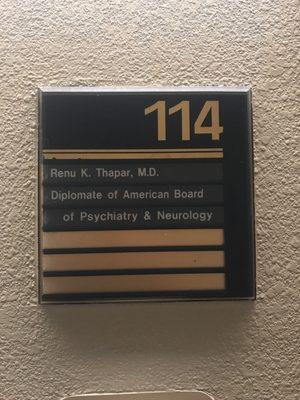 114
Renu K. Thapar, M.D.
Diplomate of American Board
of Psychiatry & Neurology